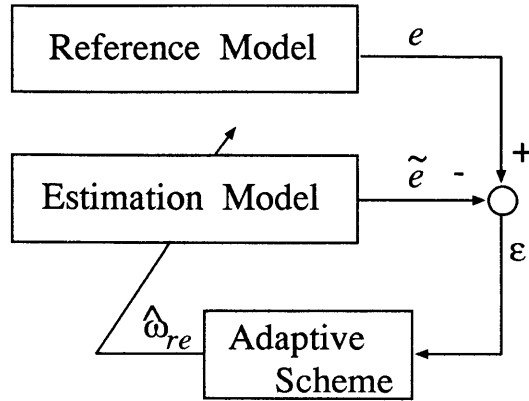 Reference Model
e
+
Estimation Model
ẽ -
ε
ω̂re
Adaptive
Scheme